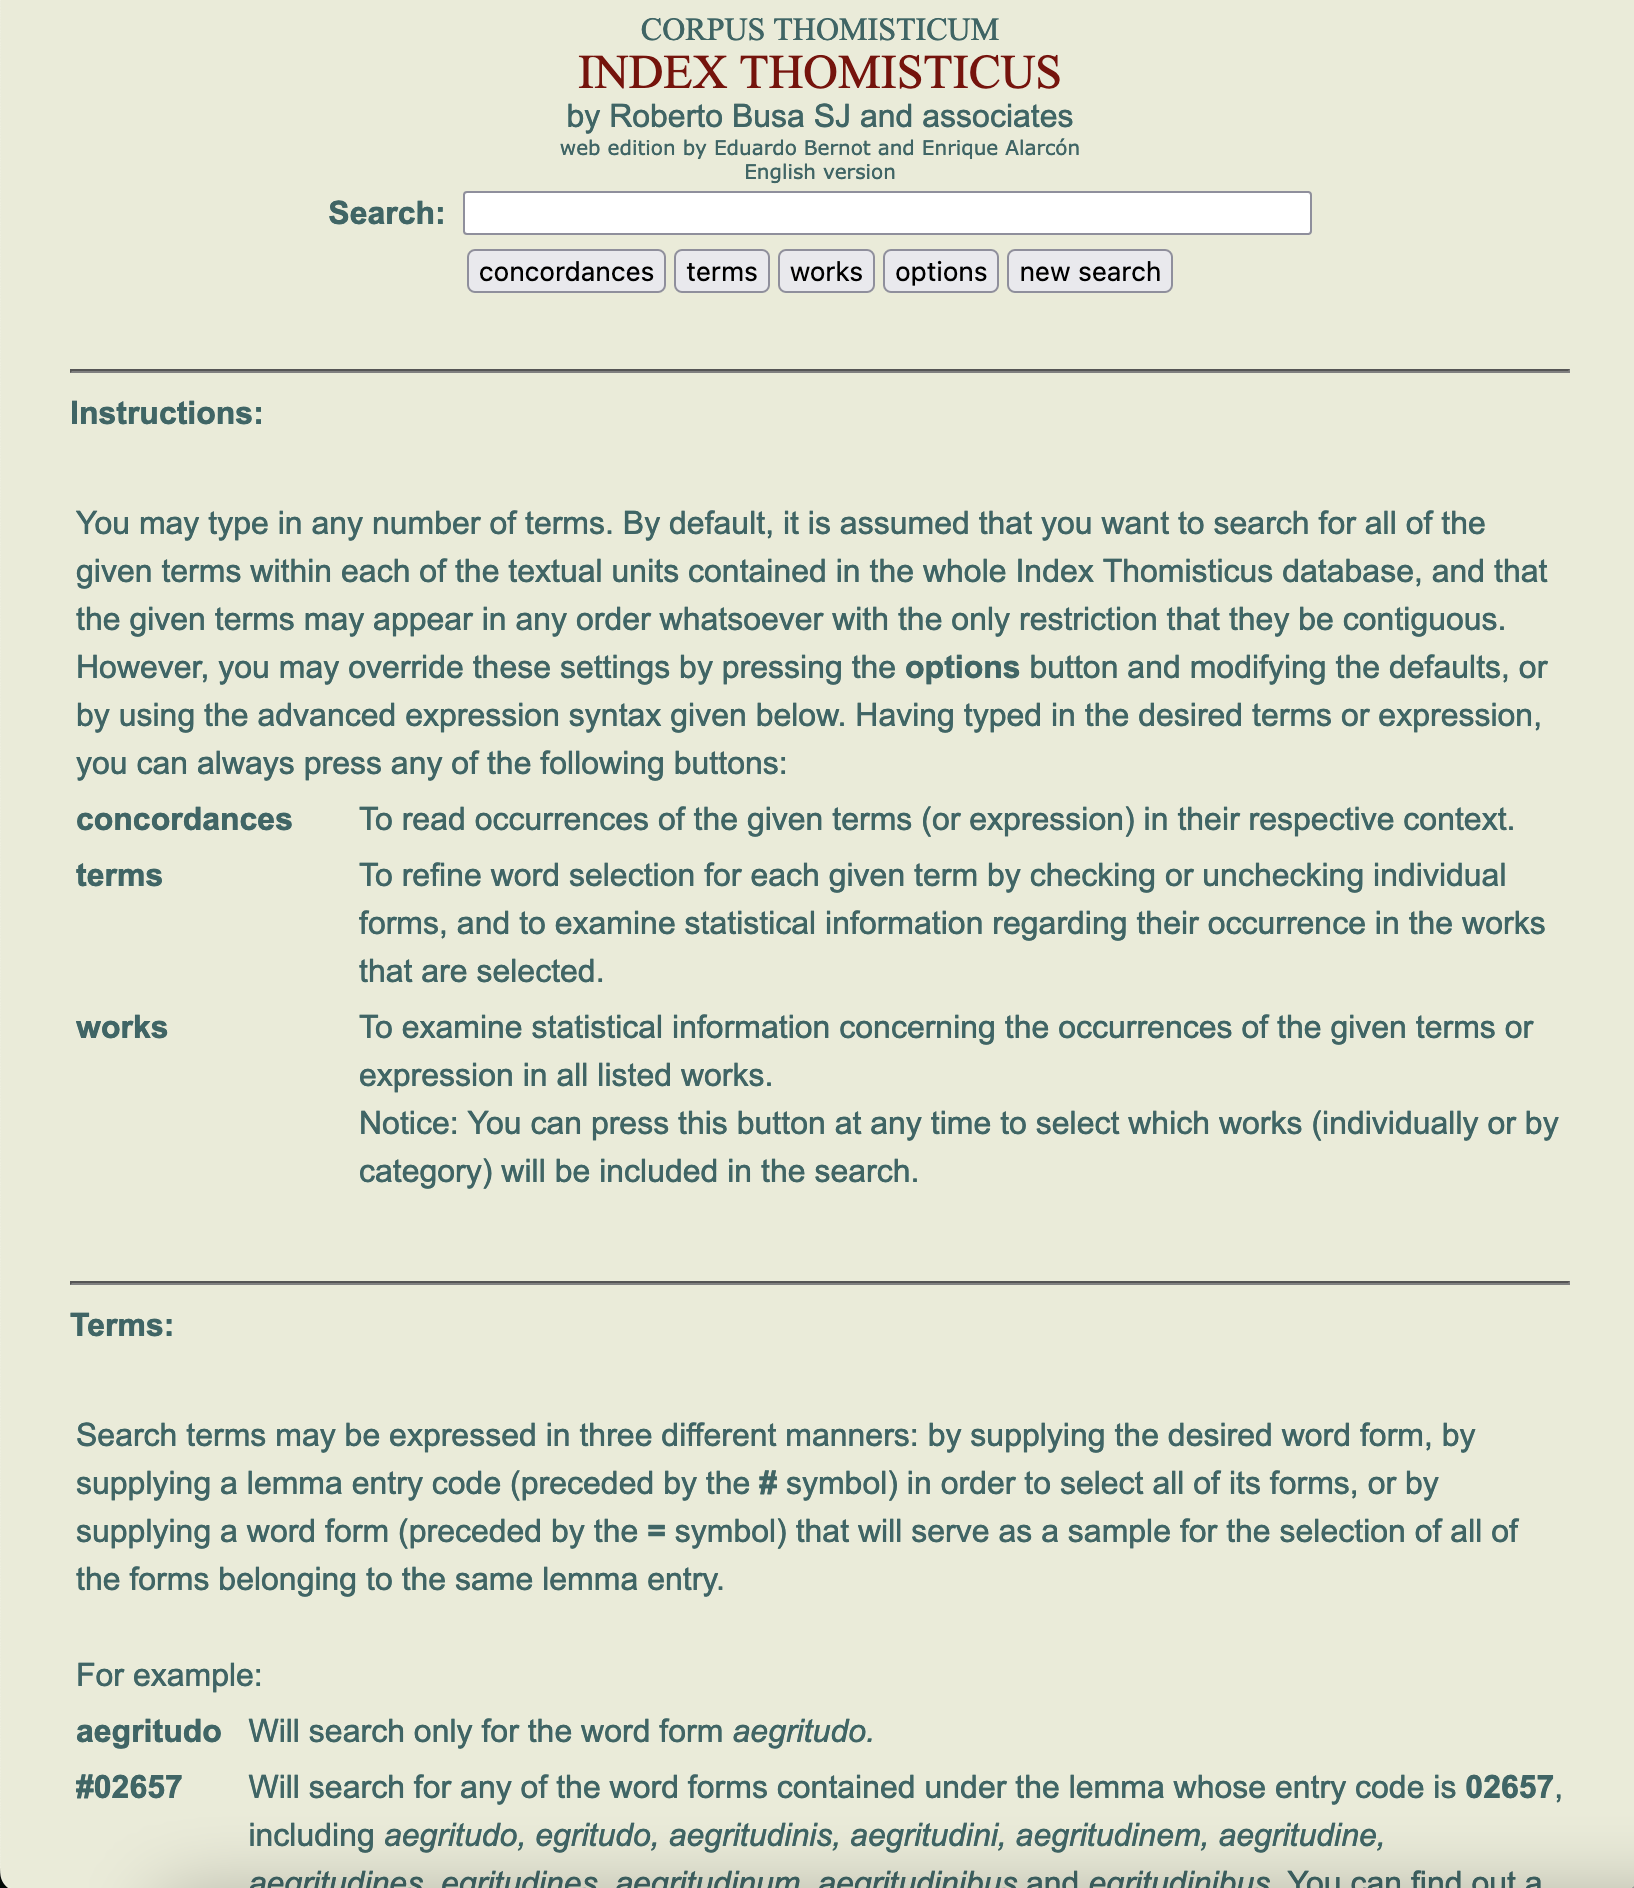 CORPUS THOMISTICUM
INDEX THOMISTICUS
by Roberto Busa SJ and associates
web edition by Eduardo Bernot and Enrique Alarcón
English version
Search:
concordances terms works options new search
Instructions:
You may type in any number of terms. By default, it is assumed that you want to search for all of the
given terms within each of the textual units contained in the whole Index Thomisticus database, and that
the given terms may appear in any order whatsoever with the only restriction that they be contiguous.
However, you may override these settings by pressing the options button and modifying the defaults, or
by using the advanced expression syntax given below. Having typed in the desired terms or expression,
you can always press any of the following buttons:
concordances To read occurrences of the given terms (or expression) in their respective context.
terms To refine word selection for each given term by checking or unchecking individual
forms, and to examine statistical information regarding their occurrence in the works
that are selected.
works To examine statistical information concerning the occurrences of the given terms or
expression in all listed works.
Notice: You can press this button at any time to select which works (individually or by
category) will be included in the search.
Terms:
Search terms may be expressed in three different manners: by supplying the desired word form, by
supplying a lemma entry code (preceded by the # symbol) in order to select all of its forms, or by
supplying a word form (preceded by the = symbol) that will serve as a sample for the selection of all of
the forms belonging to the same lemma entry.
For example:
aegritudo Will search only for the word form aegritudo.
#02657 Will search for any of the word forms contained under the lemma whose entry code is 02657,
including aegritudo, egritudo, aegritudinis, aegritudini, aegritudinem, aegritudine,
aegritudines, egritudines, aegritudinum, aegritudinibus and egritudinibus. You can find out a